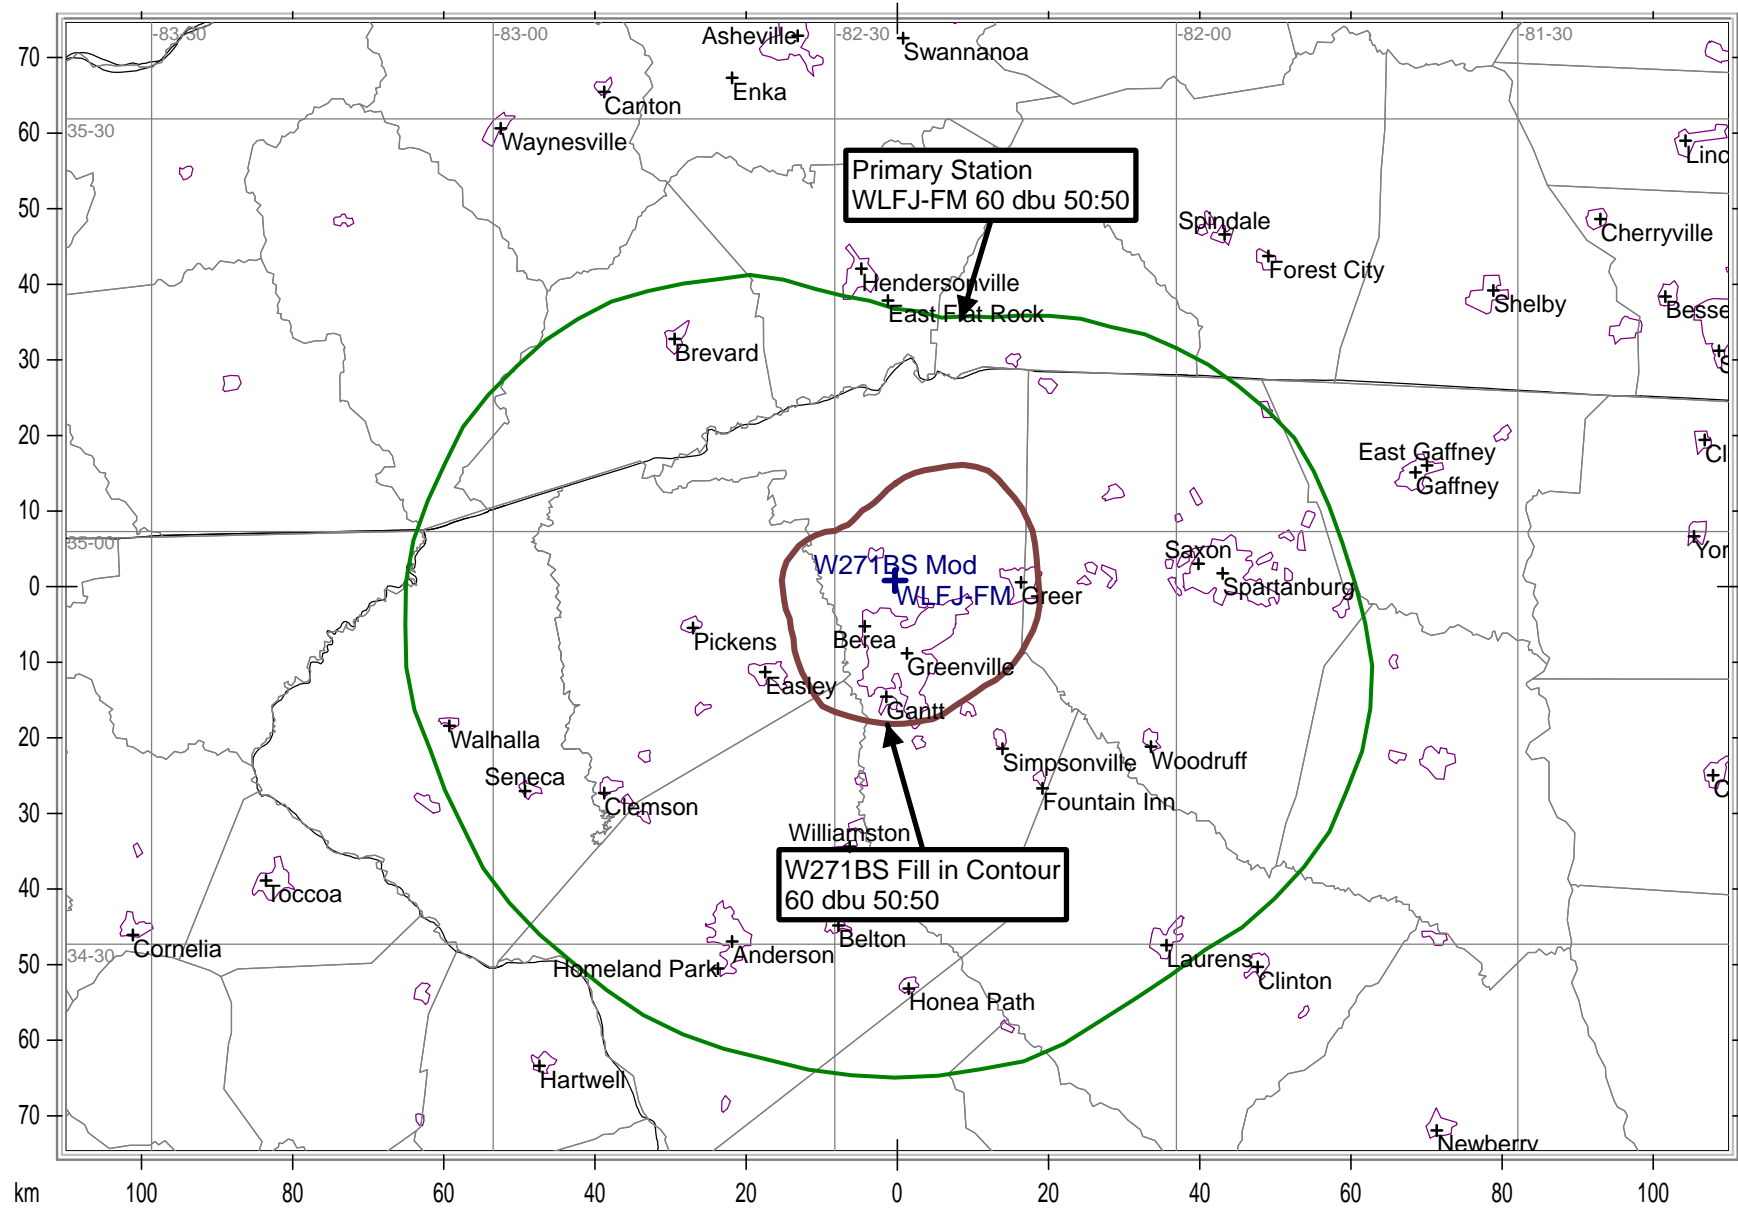 -83-30
-83-00
-82-30
-82-00
-81-30
Asheville
Swannanoa
70
Enka
Canton
60
35-30
Waynesville
Linc
Primary Station
WLFJ-FM 60 dbu 50:50
50
Spindale
Cherryville
Forest City
40
Hendersonville
East Flat Rock
Shelby
Besse
30
Brevard
S
20
East Gaffney
Cl
Gaffney
10
35-00
Saxon
Yor
W271BS Mod
0
WLFJ-FM
Greer
Spartanburg
Pickens
Berea
10
Greenville
Easley
Gantt
20
Walhalla
Simpsonville
Woodruff
Seneca
Clemson
Fountain Inn
C
30
Williamston
W271BS Fill in Contour
60 dbu 50:50
40
Toccoa
Cornelia
Belton
34-30
Anderson
Laurens
50
Homeland Park
Clinton
Honea Path
60
Hartwell
70
Newberry
km
100
80
60
40
20
0
20
40
60
80
100